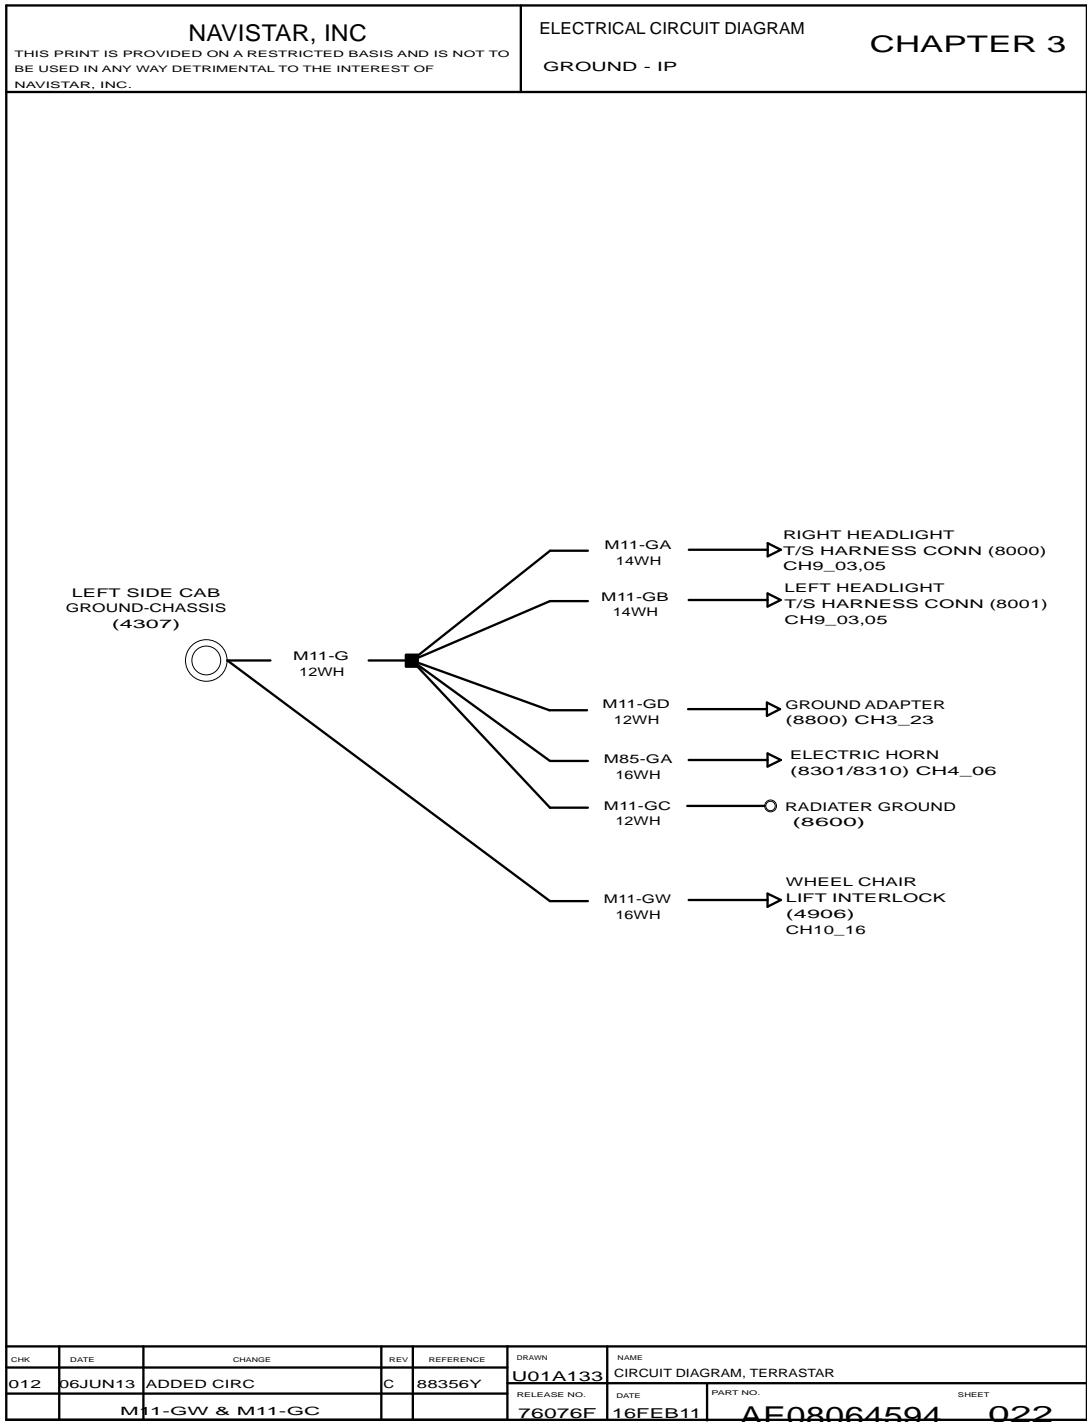 NAVISTAR, INC
THIS PRINT IS PROVIDED ON A RESTRICTED BASIS AND IS NOT TO
BE USED IN ANY WAY DETRIMENTAL TO THE INTEREST OF
NAVISTAR, INC.
ELECTRICAL CIRCUIT DIAGRAM
GROUND - IP
CHAPTER 3
LEFT SIDE CAB
GROUND-CHASSIS
(4307)
M11-G
12WH
M11-GA
14WH
RIGHT HEADLIGHT
T/S HARNESS CONN (8000)
CH9_03,05
M11-GB
14WH
LEFT HEADLIGHT
T/S HARNESS CONN (8001)
CH9_03,05
M11-GD
12WH
GROUND ADAPTER
(8800) CH3_23
M85-GA
16WH
ELECTRIC HORN
(8301/8310) CH4_06
M11-GC
12WH
RADIATER GROUND
(8600)
M11-GW
16WH
WHEEL CHAIR
LIFT INTERLOCK
(4906)
CH10_16
CHK DATE CHANGE REV REFERENCE
012 06JUN13 ADDED CIRC C 88356Y
M11-GW & M11-GC
DRAWN
U01A133
NAME
CIRCUIT DIAGRAM, TERRASTAR
RELEASE NO.
76076F
DATE
16FEB11
PART NO.
AE08064594
SHEET
022